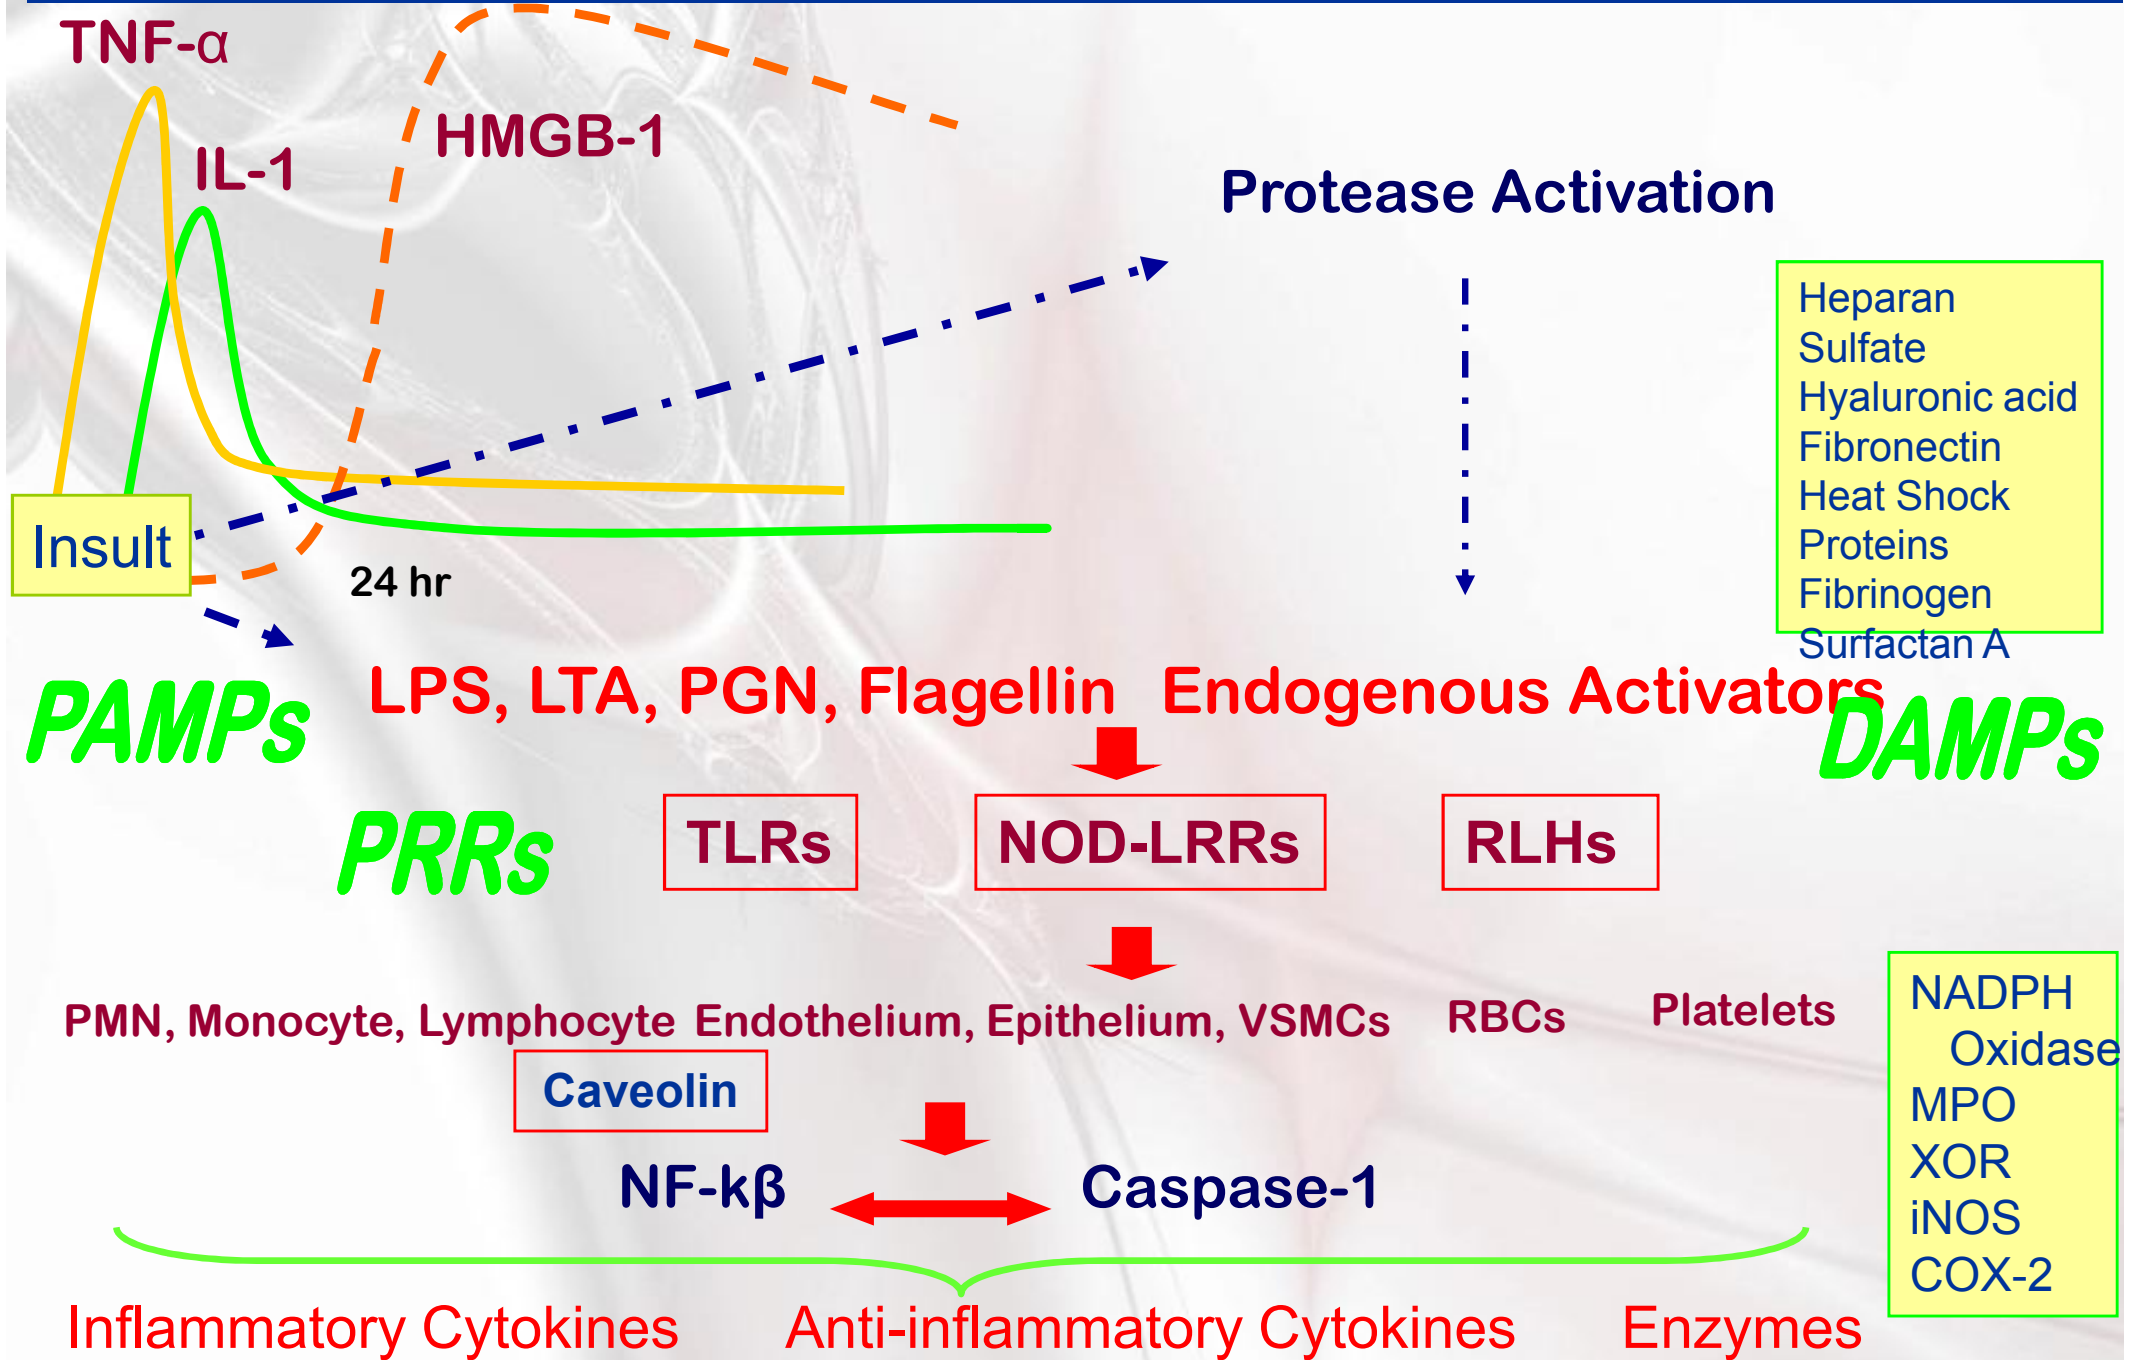 TNF-α
IL-1
HMGB-1
Protease Activation
Heparan
Sulfate
Hyaluronic acid
Fibronectin
Heat Shock
Proteins
Fibrinogen
Surfactan A
Insult
24 hr
PAMPs
LPS, LTA, PGN, Flagellin
Endogenous Activators
DAMPs
PRRs
TLRs
NOD-LRRs
RLHs
PMN, Monocyte, Lymphocyte
Endothelium, Epithelium, VSMCs
RBCs
Platelets
Caveolin
NADPH
Oxidase
MPO
XOR
iNOS
COX-2
NF-kβ
Caspase-1
Inflammatory Cytokines
Anti-inflammatory Cytokines
Enzymes